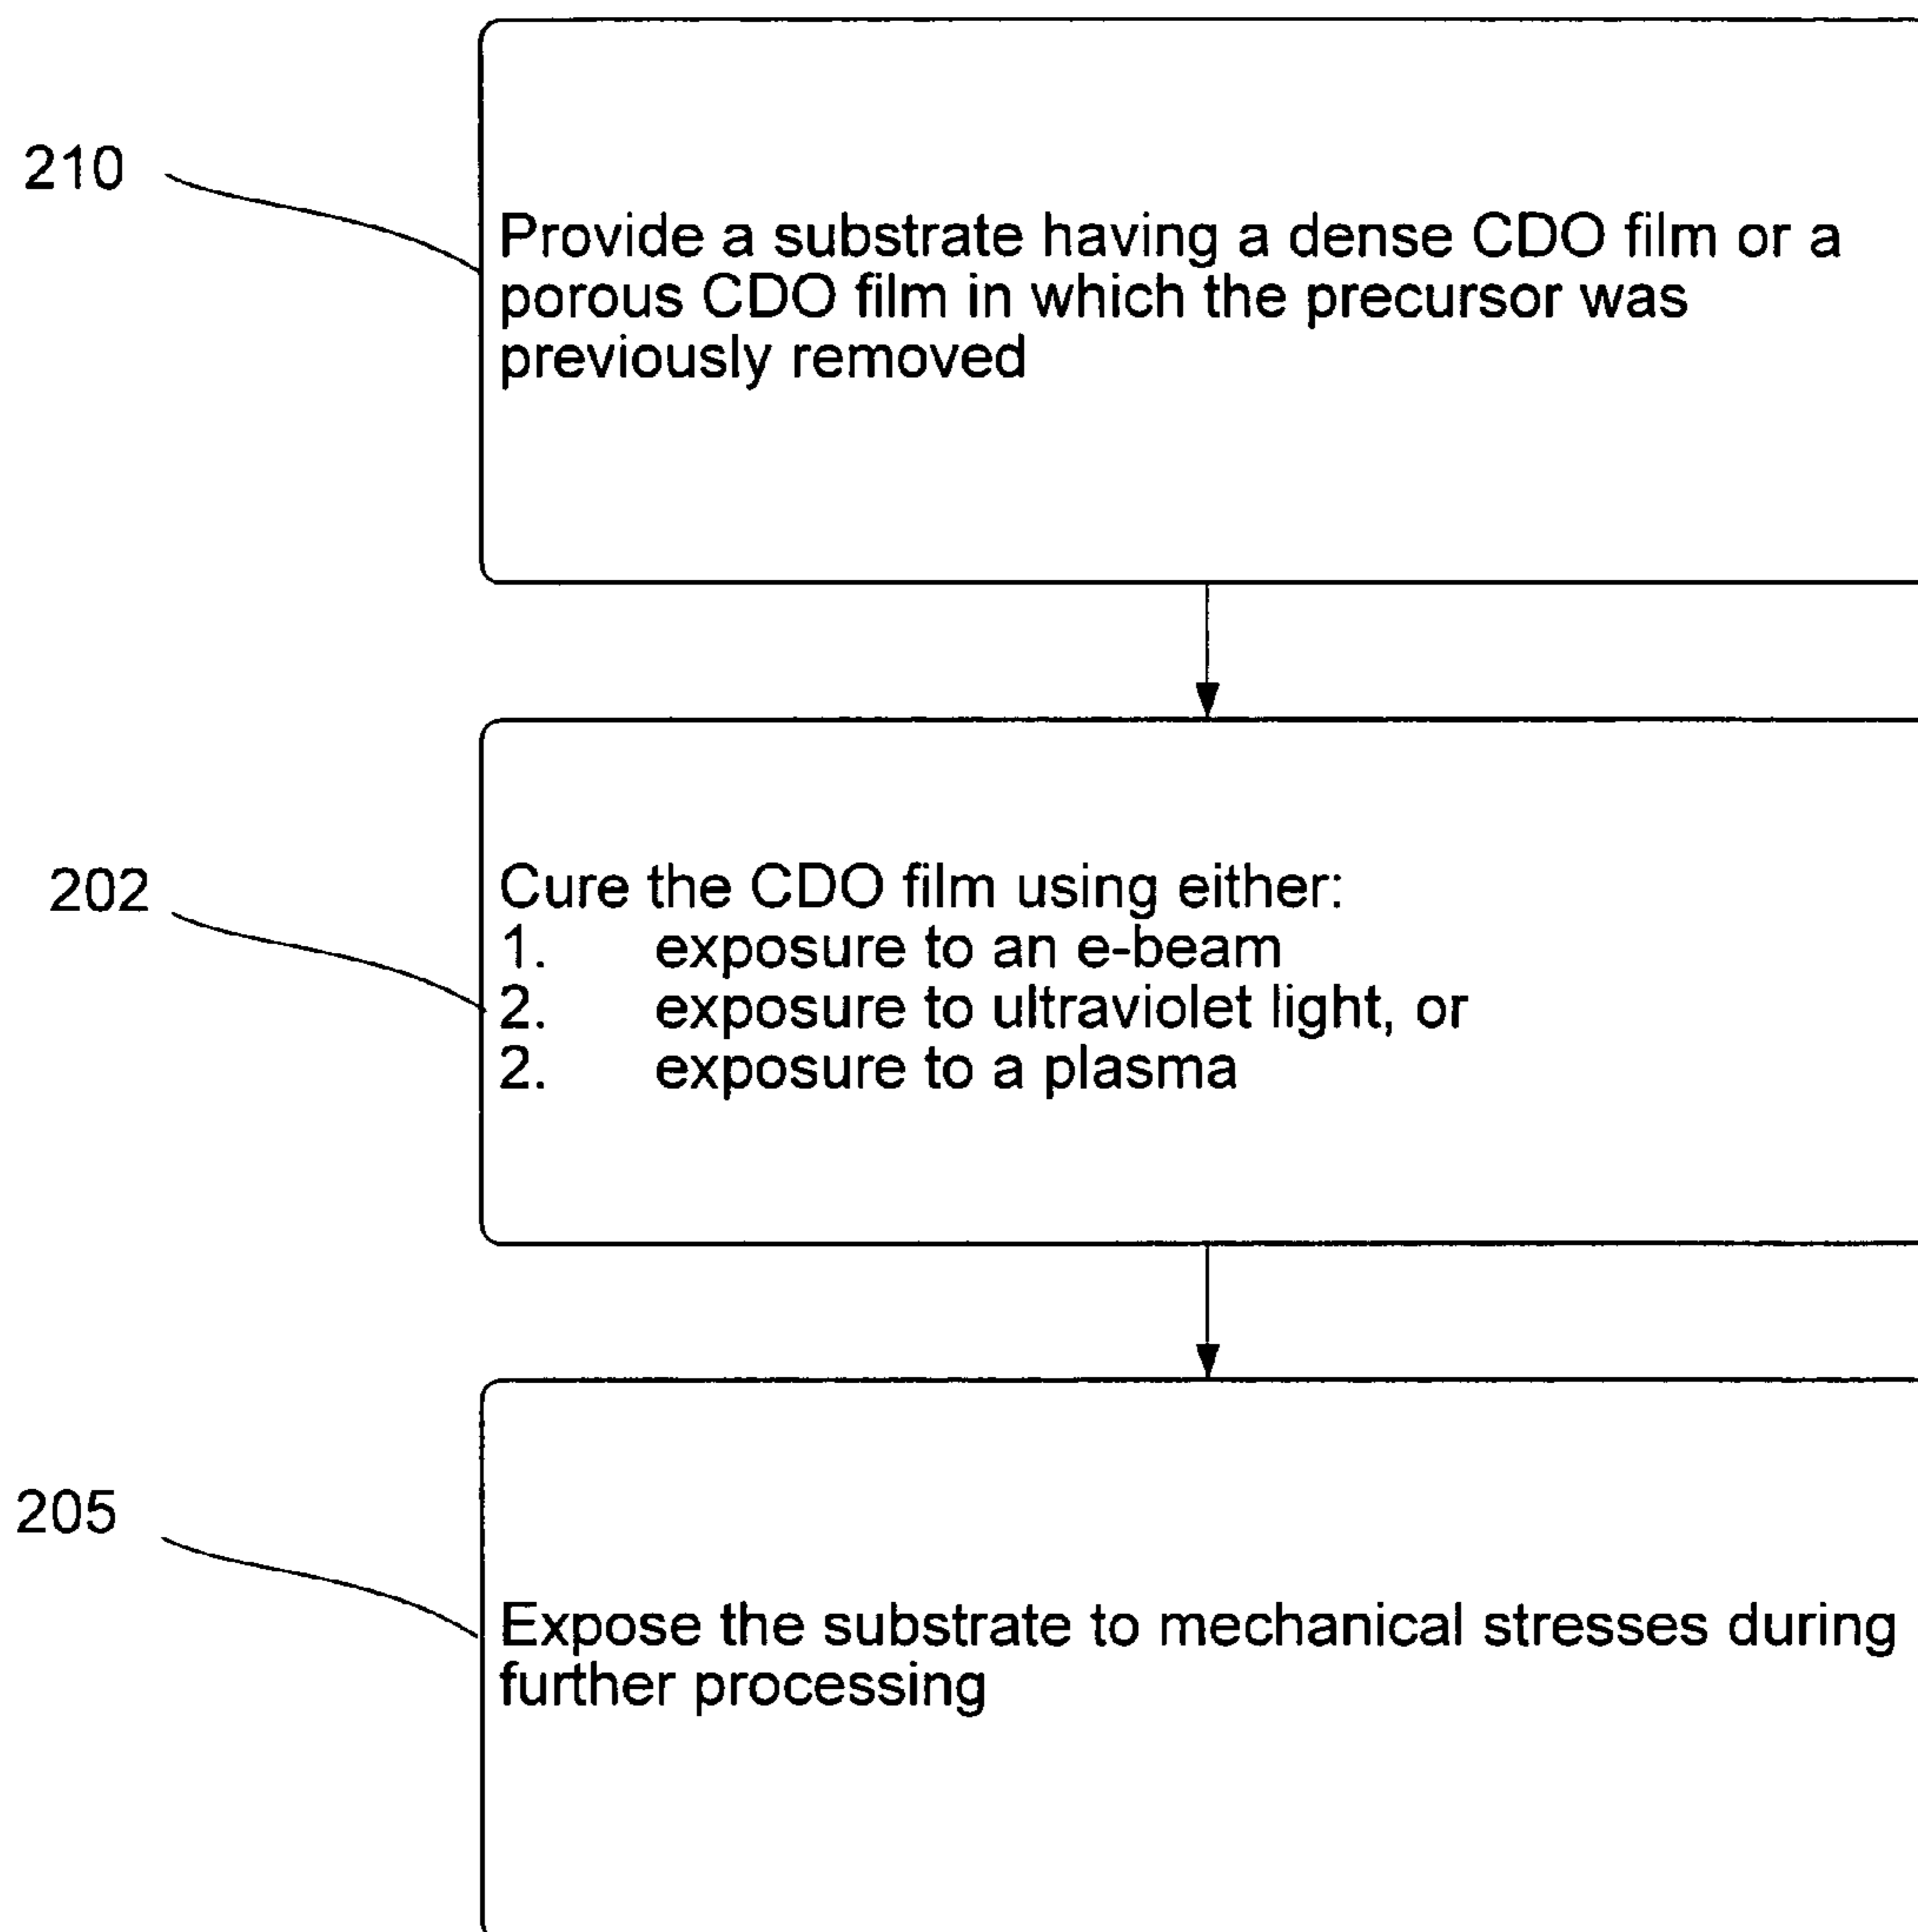 210
Provide a substrate having a dense CDO film or a
porous CDO film in which the precursor was
previously removed
202
Cure the CDO film using either:
1. exposure to an e-beam
2. exposure to ultraviolet light, or
2. exposure to a plasma
205
Expose the substrate to mechanical stresses during
further processing